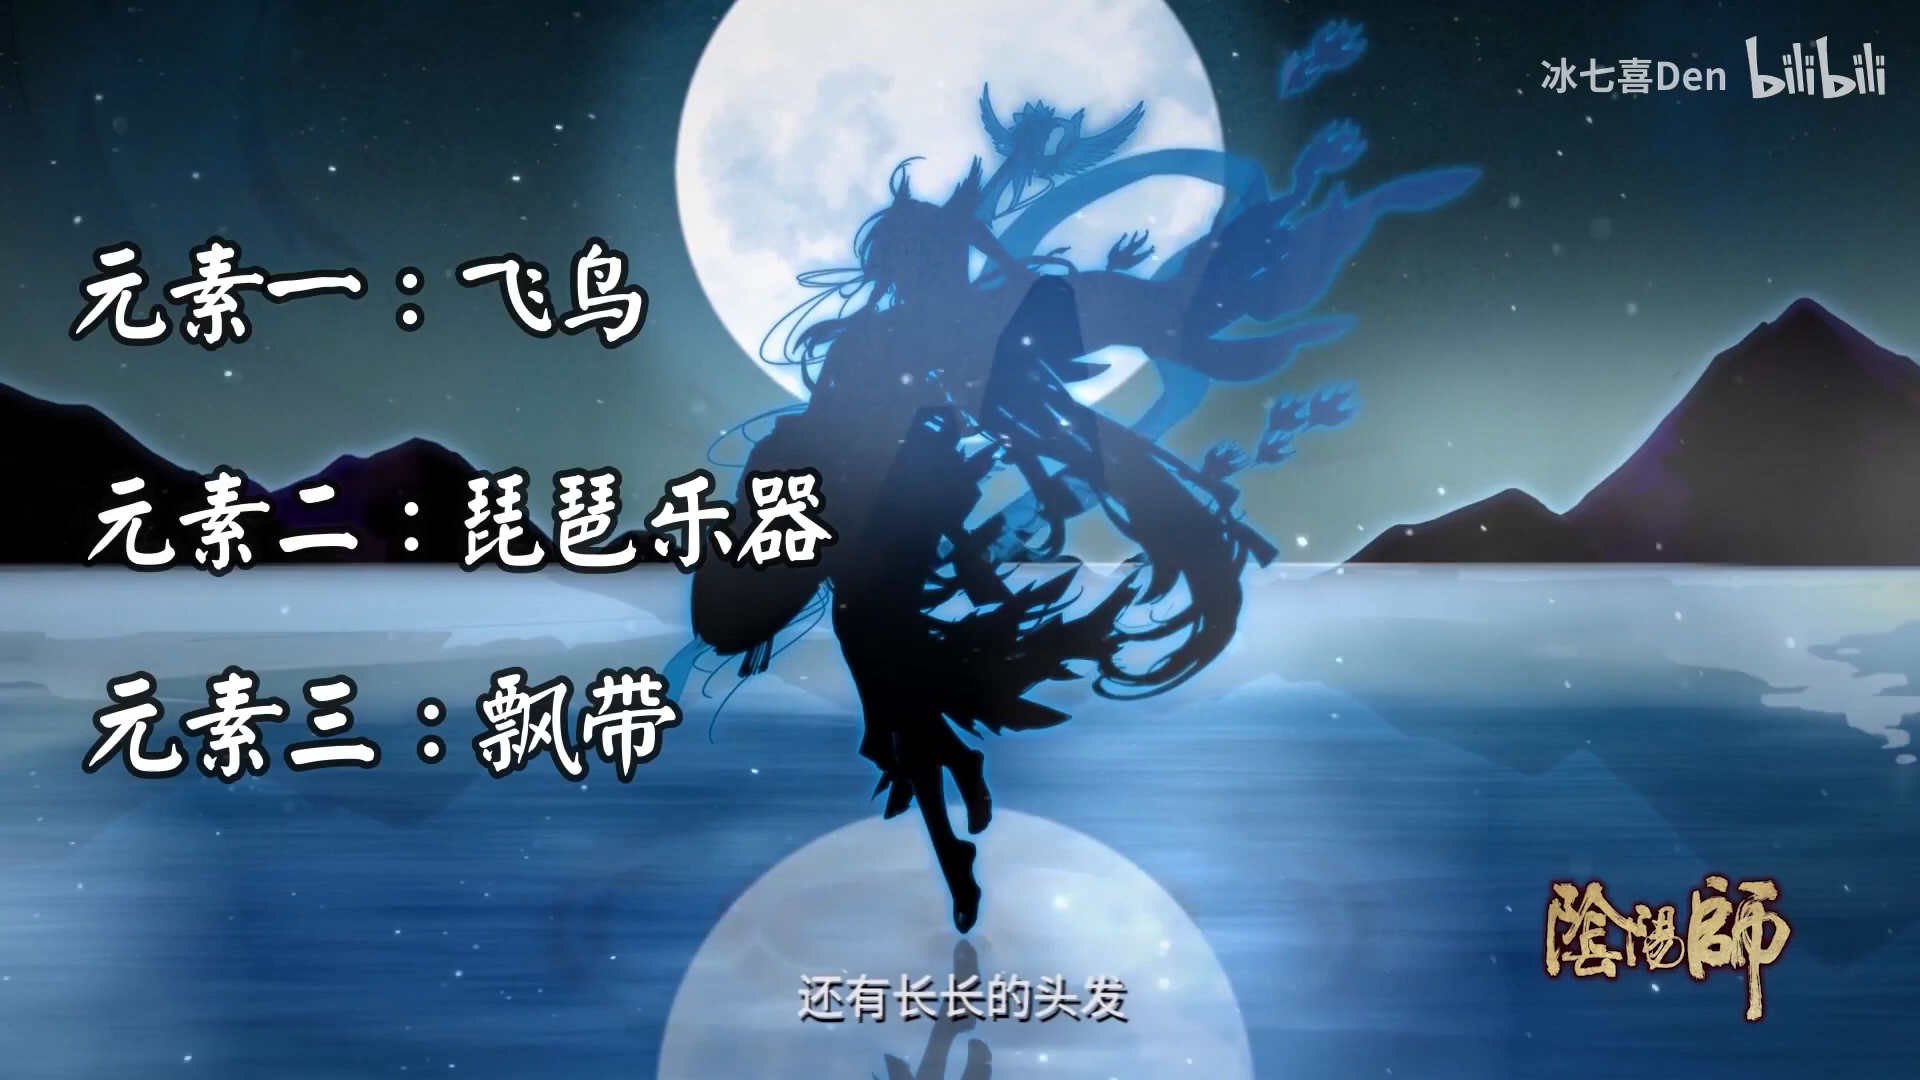 冰七喜Den bilibili
元素一：飞鸟
元素二：琵琶乐器
元素三：飘带
陰陽師
还有长长的头发